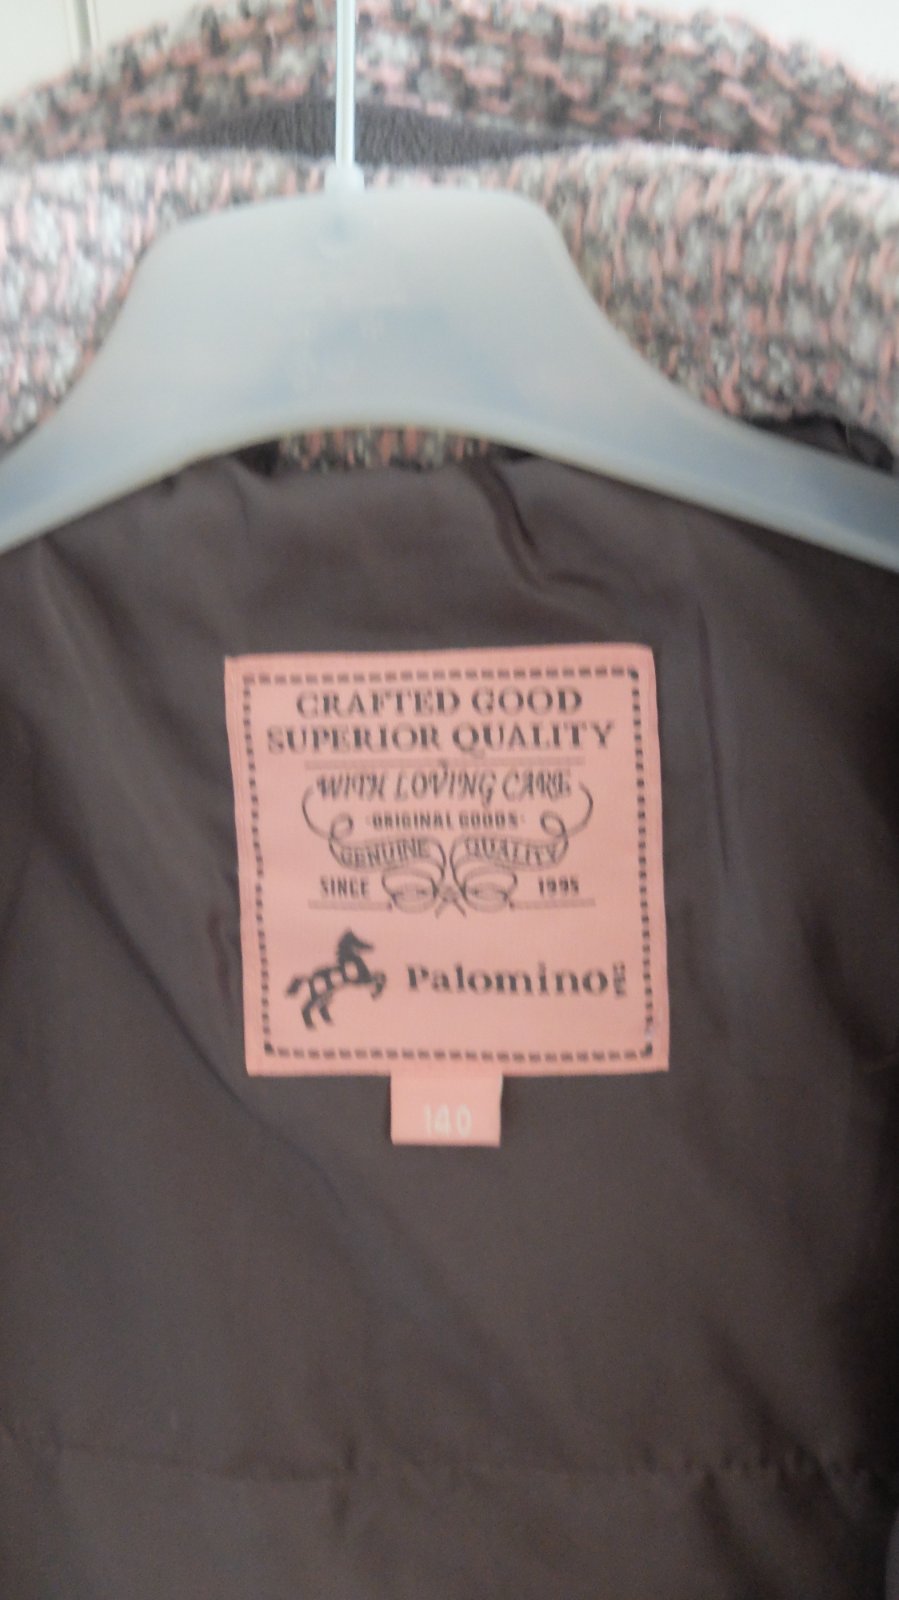 CRAFTED GOOD
SUPERIOR QUALITY
WITH LOVING CARE
·ORIGINAL GOODS·
GENUINE QUALITY
SINCE 1995
Palomino
140